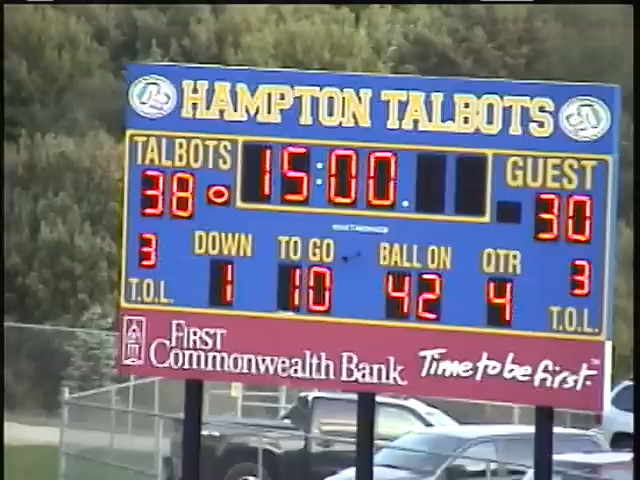 HAMPTON TALBOTS
TALBOTS 15:00. GUEST
38 30
3 DOWN TO GO BALL ON QTR 3
T.O.L. 1 10 42 4 T.O.L.
FIRST
Commonwealth Bank. Time to be first.